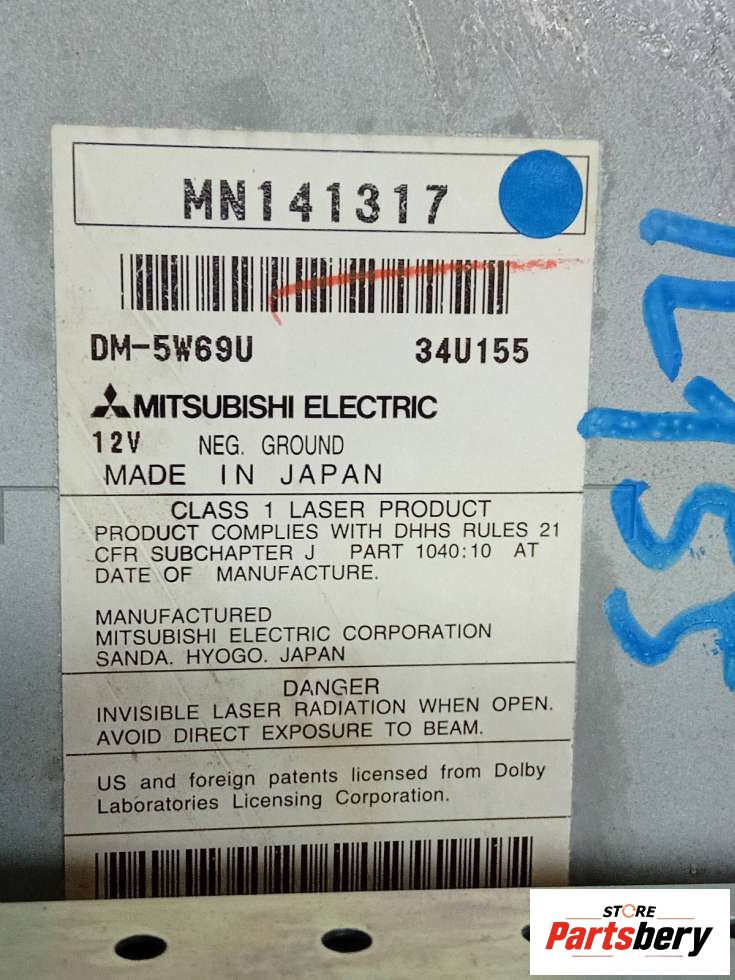 MN141317
DM-5W69U 34U155
MITSUBISHI ELECTRIC
12V NEG. GROUND
MADE IN JAPAN
CLASS 1 LASER PRODUCT
PRODUCT COMPLIES WITH DHHS RULES 21
CFR SUBCHAPTER J PART 1040:10 AT
DATE OF MANUFACTURE.
MANUFACTURED
MITSUBISHI ELECTRIC CORPORATION
SANDA. HYOGO. JAPAN
DANGER
INVISIBLE LASER RADIATION WHEN OPEN.
AVOID DIRECT EXPOSURE TO BEAM.
US and foreign patents licensed from Dolby
Laboratories Licensing Corporation.
STORE
Partsbery